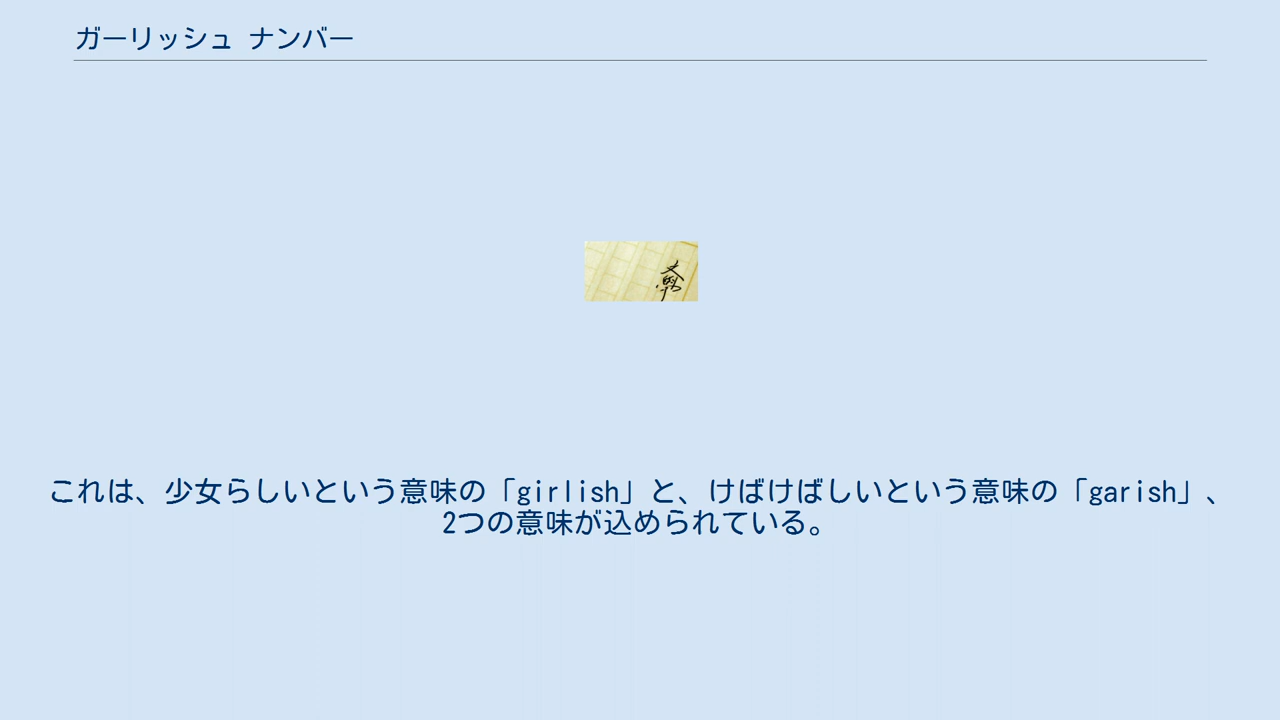 ガーリッシュ ナンバー
これは、少女らしいという意味の「girlish」と、けばけばしいという意味の「garish」、
2つの意味が込められている。